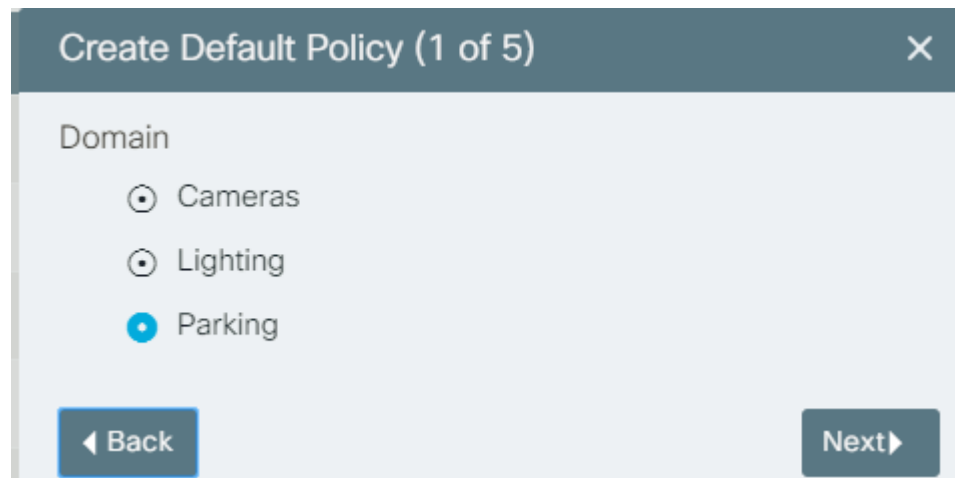 Create Default Policy (1 of 5)
Domain
Cameras
Lighting
Parking
Back
Next